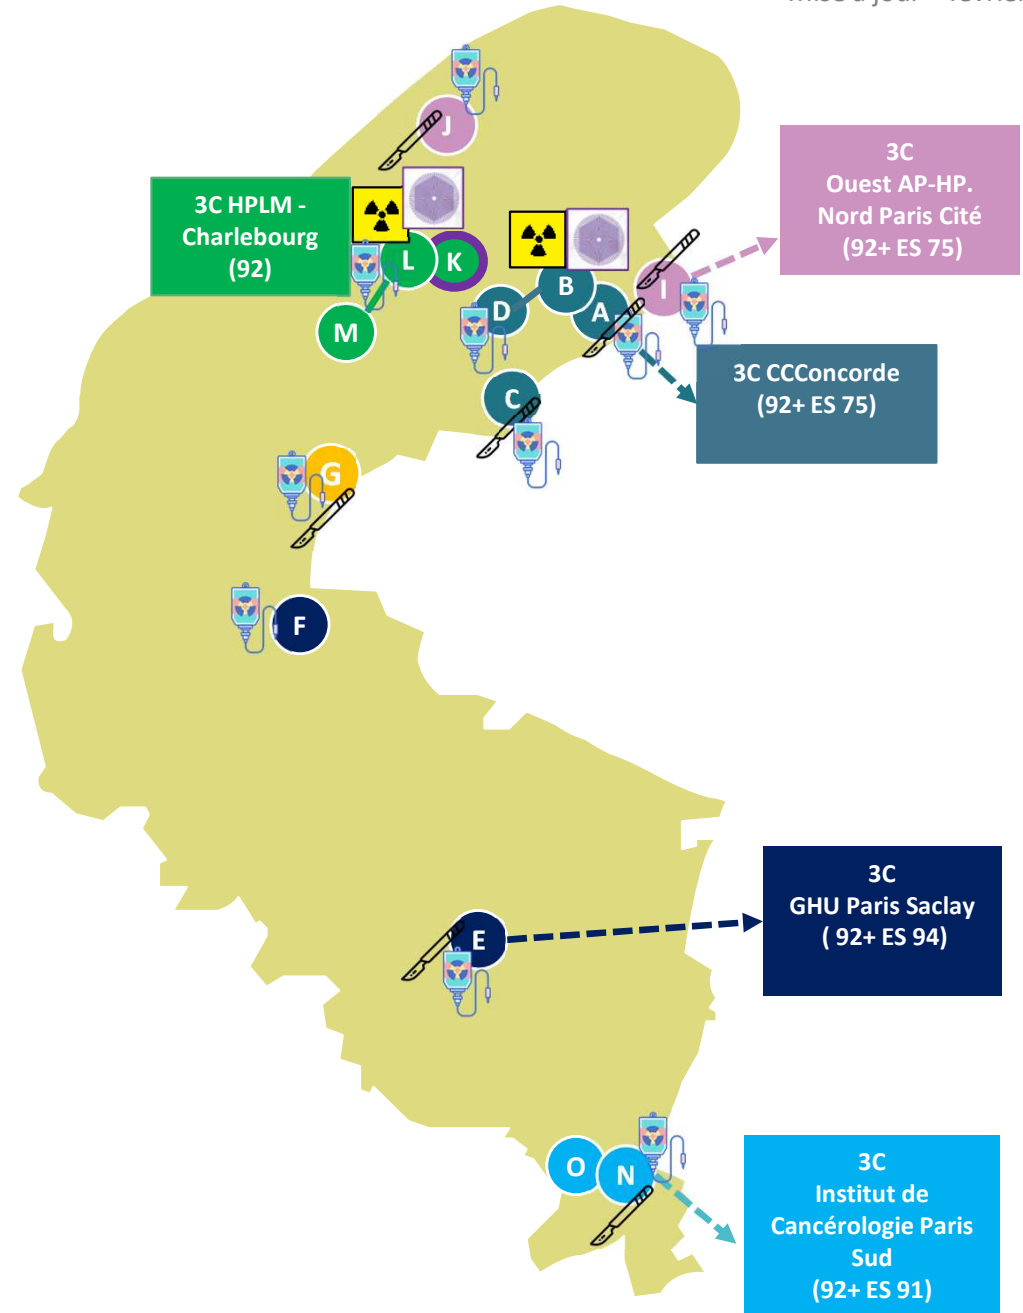 J
3C
Ouest AP-HP.
Nord Paris Cité
(92+ ES 75)
3C HPLM -
Charlebourg
(92)
L
K
M
B
D
A
I
3C CCConcorde
(92+ ES 75)
C
G
F
3C
GHU Paris Saclay
( 92+ ES 94)
E
O
N
3C
Institut de
Cancérologie Paris
Sud
(92+ ES 91)